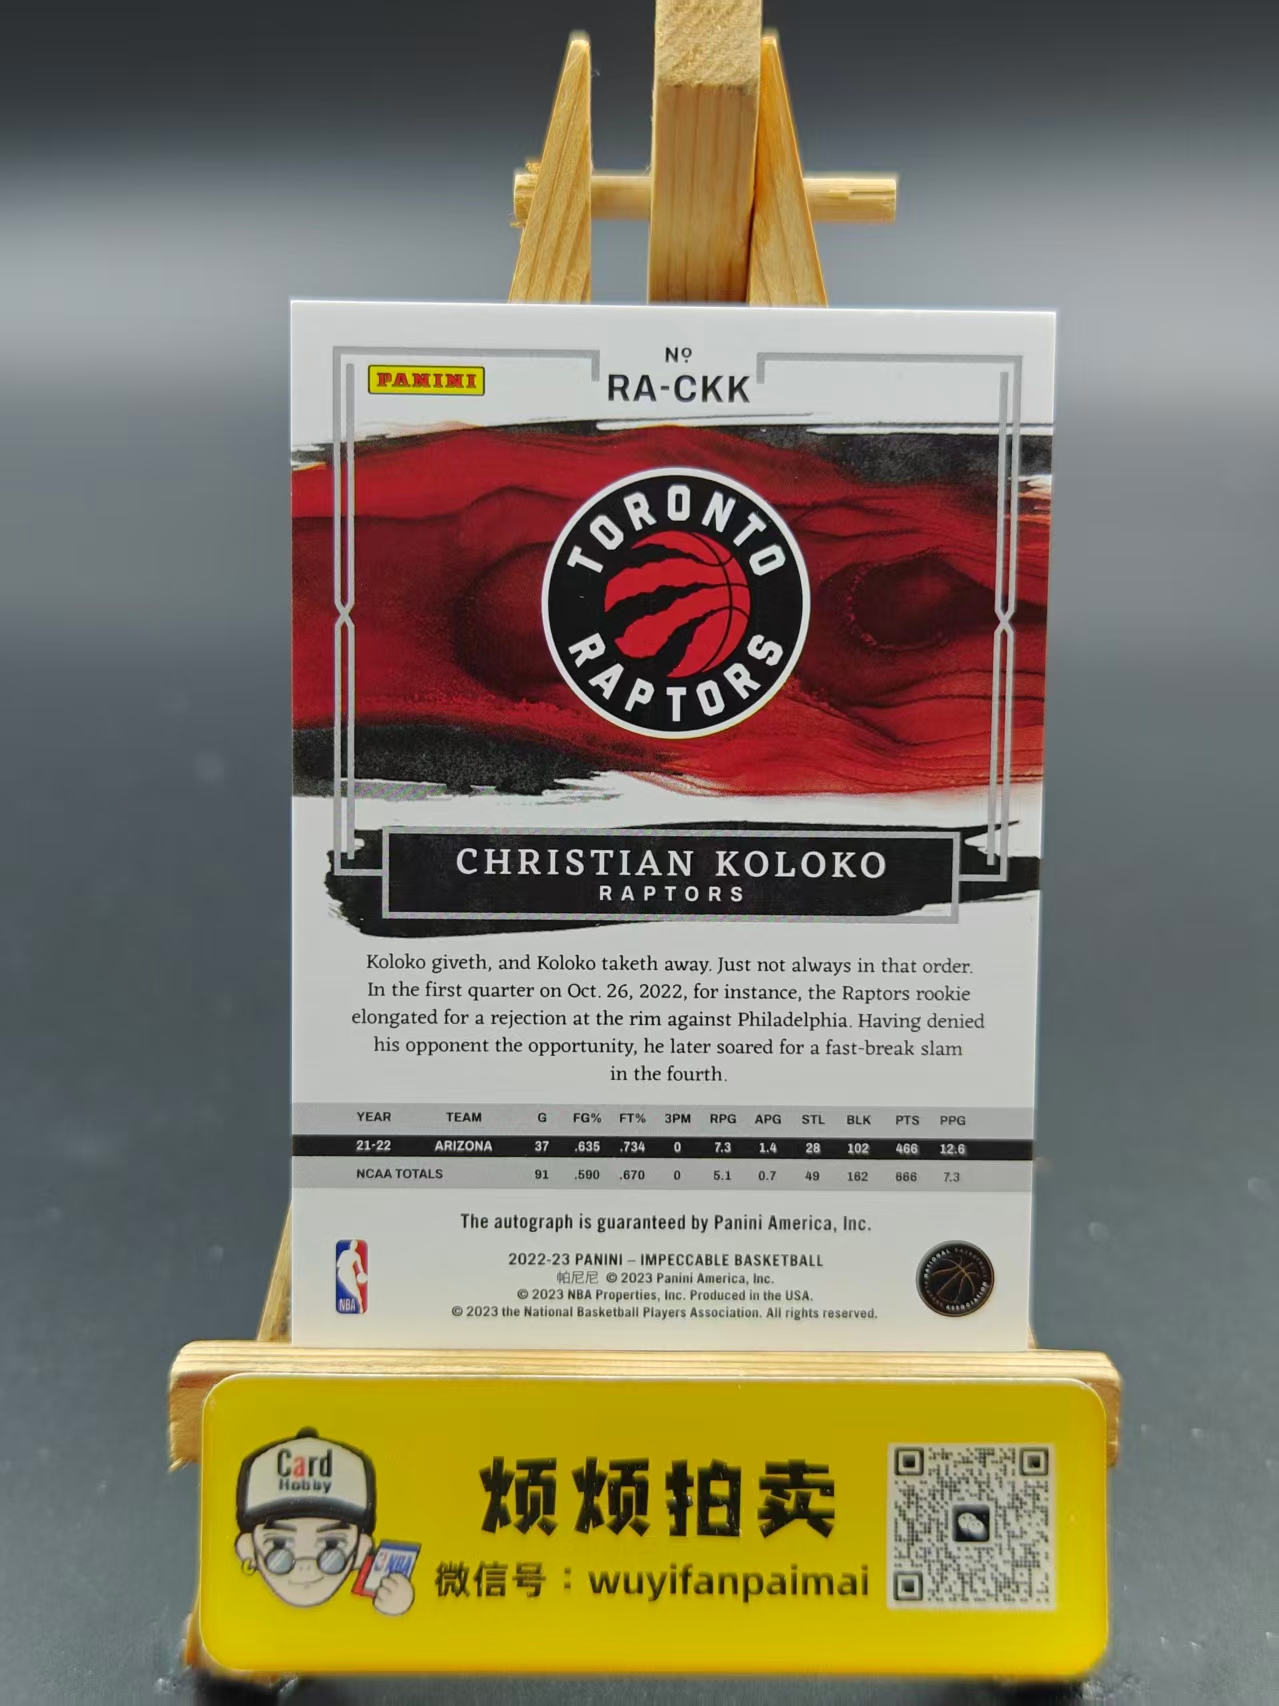 Nº
RA-CKK
PANINI
TORONTO
RAPTORS
CHRISTIAN KOLOKO
RAPTORS
Koloko giveth, and Koloko taketh away. Just not always in that order.
In the first quarter on Oct. 26, 2022, for instance, the Raptors rookie
elongated for a rejection at the rim against Philadelphia. Having denied
his opponent the opportunity, he later soared for a fast-break slam
in the fourth.
YEAR TEAM G FG% FT% 3PM RPG APG STL BLK PTS PPG
21-22 ARIZONA 37 .635 .734 0 7.3 1.4 28 102 466 12.6
NCAA TOTALS 91 .590 .670 0 5.1 0.7 49 162 666 7.3
The autograph is guaranteed by Panini America, Inc.
2022-23 PANINI – IMPECCABLE BASKETBALL
帕尼尼 © 2023 Panini America, Inc.
© 2023 NBA Properties, Inc. Produced in the USA.
© 2023 the National Basketball Players Association. All rights reserved.
NBA
Card
Hobby
NBA
烦烦拍卖
微信号：wuyifanpaimai